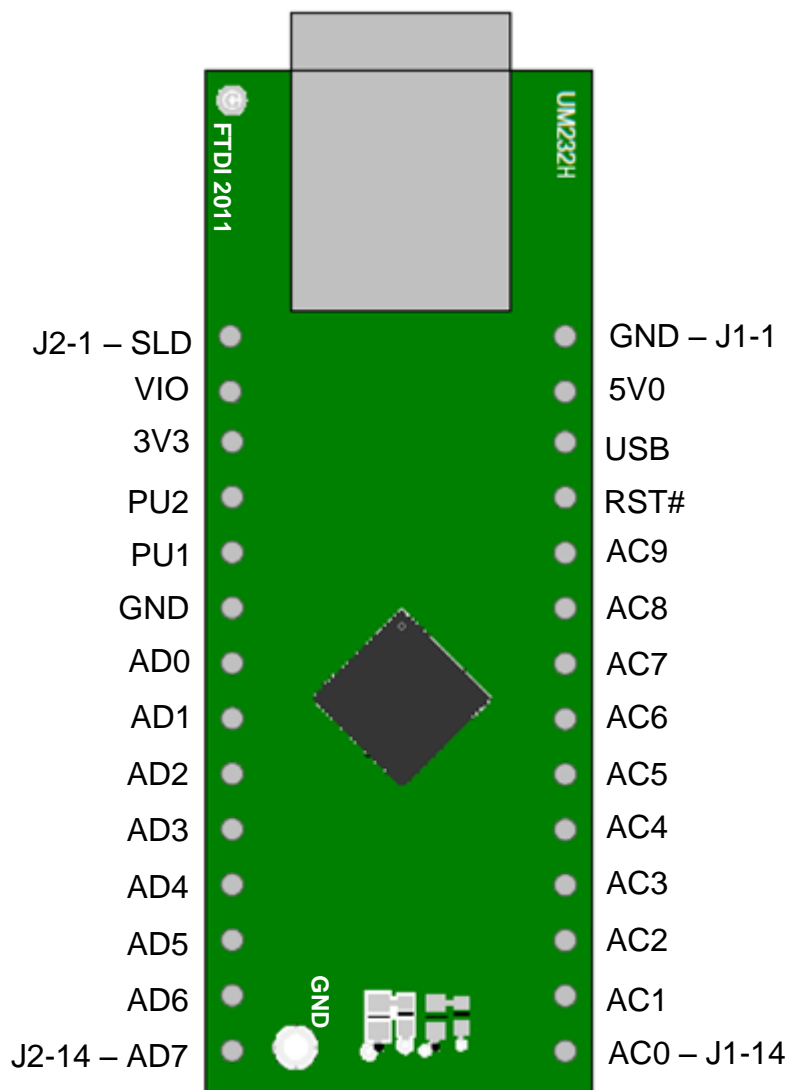 ©
FTDI 2011
UM232H
J2-1 – SLD
GND – J1-1
VIO
5V0
3V3
USB
PU2
RST#
PU1
AC9
GND
AC8
AD0
AC7
AD1
AC6
AD2
AC5
AD3
AC4
AD4
AC3
AD5
AC2
AD6
AC1
GND
J2-14 – AD7
AC0 – J1-14